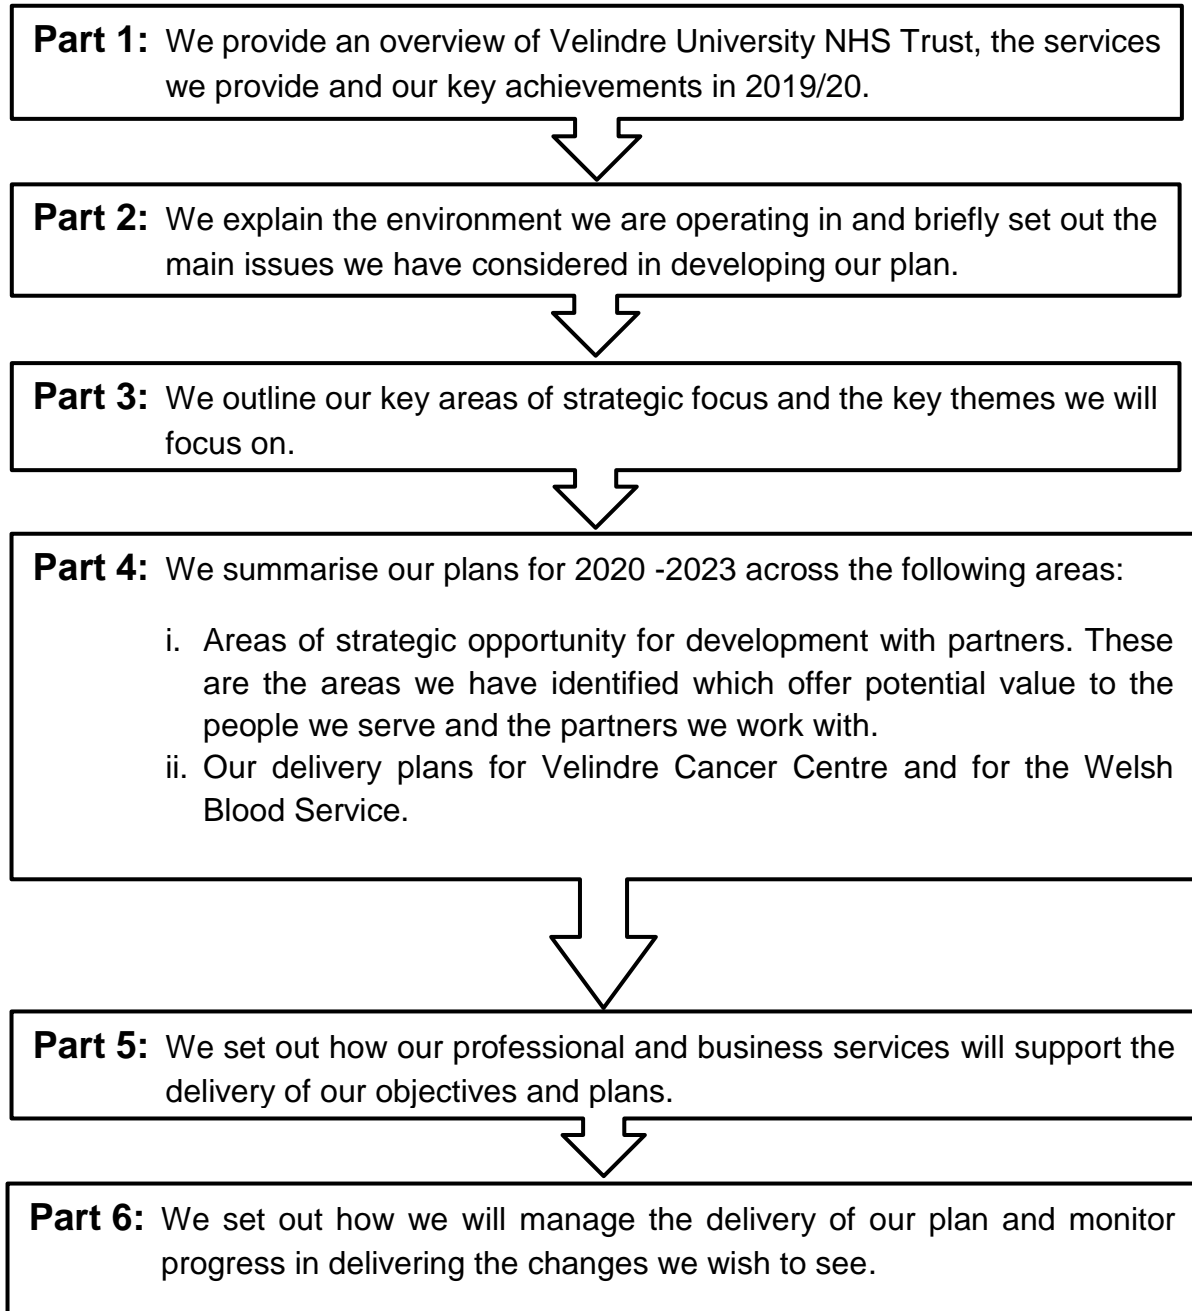 Part 1: We provide an overview of Velindre University NHS Trust, the services
we provide and our key achievements in 2019/20.
Part 2: We explain the environment we are operating in and briefly set out the
main issues we have considered in developing our plan.
Part 3: We outline our key areas of strategic focus and the key themes we will
focus on.
Part 4: We summarise our plans for 2020 -2023 across the following areas:
i. Areas of strategic opportunity for development with partners. These
are the areas we have identified which offer potential value to the
people we serve and the partners we work with.
ii. Our delivery plans for Velindre Cancer Centre and for the Welsh
Blood Service.
Part 5: We set out how our professional and business services will support the
delivery of our objectives and plans.
Part 6: We set out how we will manage the delivery of our plan and monitor
progress in delivering the changes we wish to see.